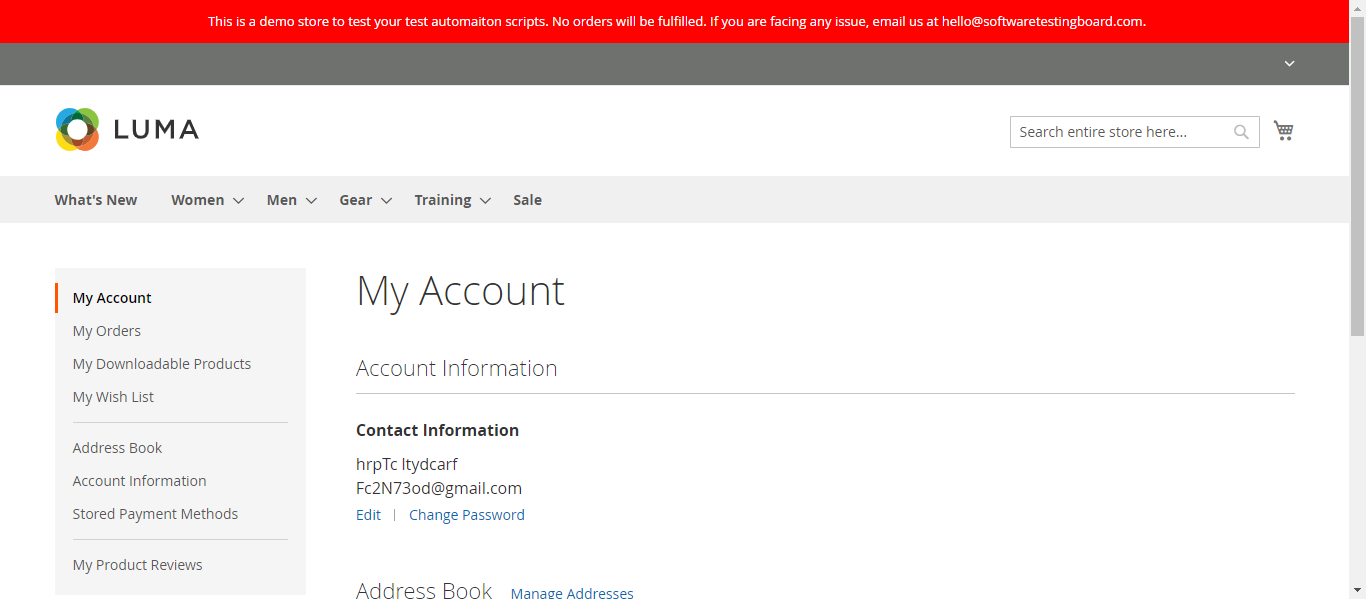 This is a demo store to test your test automaiton scripts. No orders will be fulfilled. If you are facing any issue, email us at hello@softwaretestingboard.com.
LUMA
Search entire store here...
What's New Women Men Gear Training Sale
My Account
My Orders
My Downloadable Products
My Wish List
Address Book
Account Information
Stored Payment Methods
My Product Reviews
My Account
Account Information
Contact Information
hrpTc ltydcarf
Fc2N73od@gmail.com
Edit | Change Password
Address Book Manage Addresses